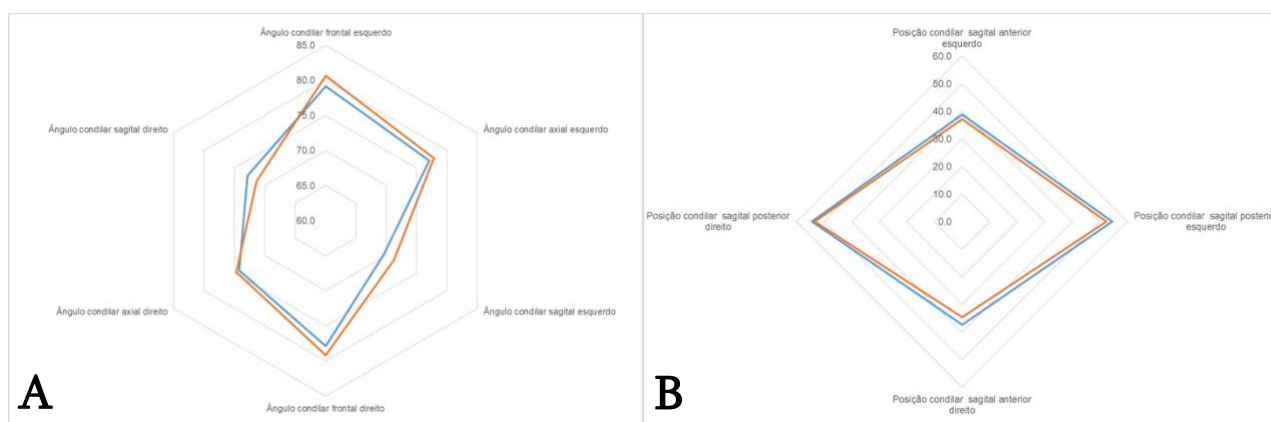 Ângulo condilar frontal esquerdo
85.0
80.0
75.0
70.0
65.0
60.0
Ângulo condilar sagital direito
Ângulo condilar axial esquerdo
Ângulo condilar axial direito
Ângulo condilar sagital esquerdo
Ângulo condilar frontal direito
A
Posição condilar sagital anterior
esquerdo
60.0
50.0
40.0
30.0
20.0
10.0
0.0
Posição condilar sagital posterior
direito
Posição condilar sagital posterior
esquerdo
Posição condilar sagital anterior
direito
B